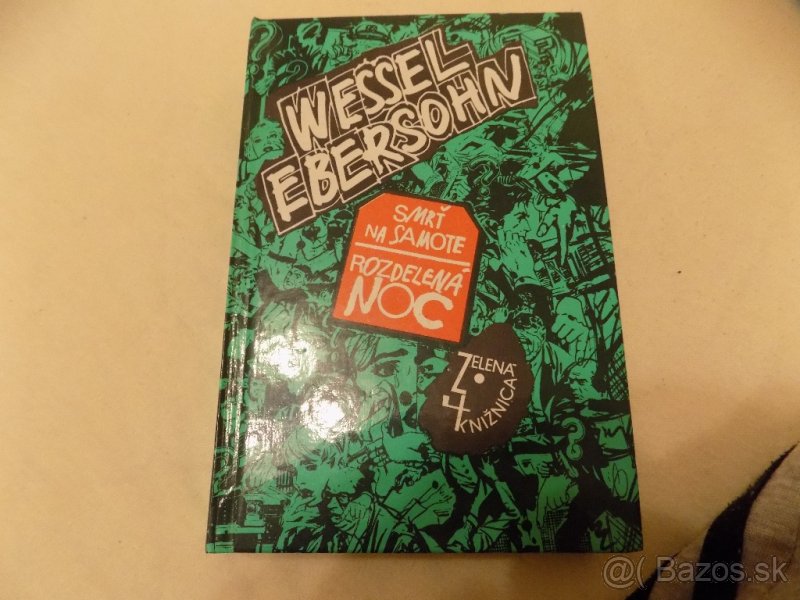 WESSEL
EBERSOHN
SMRŤ
NA SAMOTE
ROZDELENÁ
NOC
ZELENÁ
KNIŽNICA
@( Bazos.sk